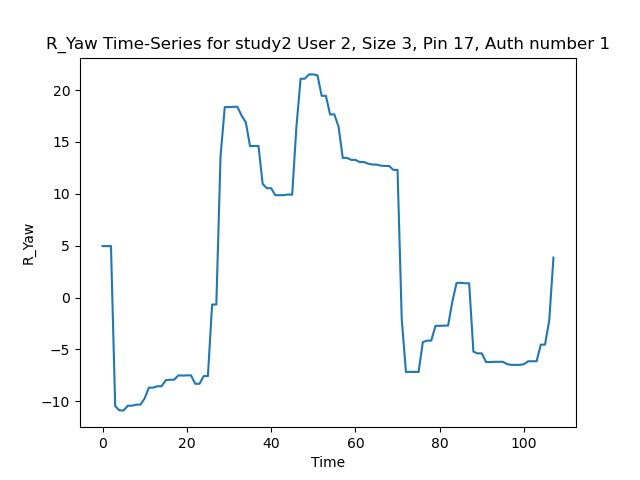 R_Yaw Time-Series for study2 User 2, Size 3, Pin 17, Auth number 1
20
15
10
5
0
−5
−10
R_Yaw
0 20 40 60 80 100
Time